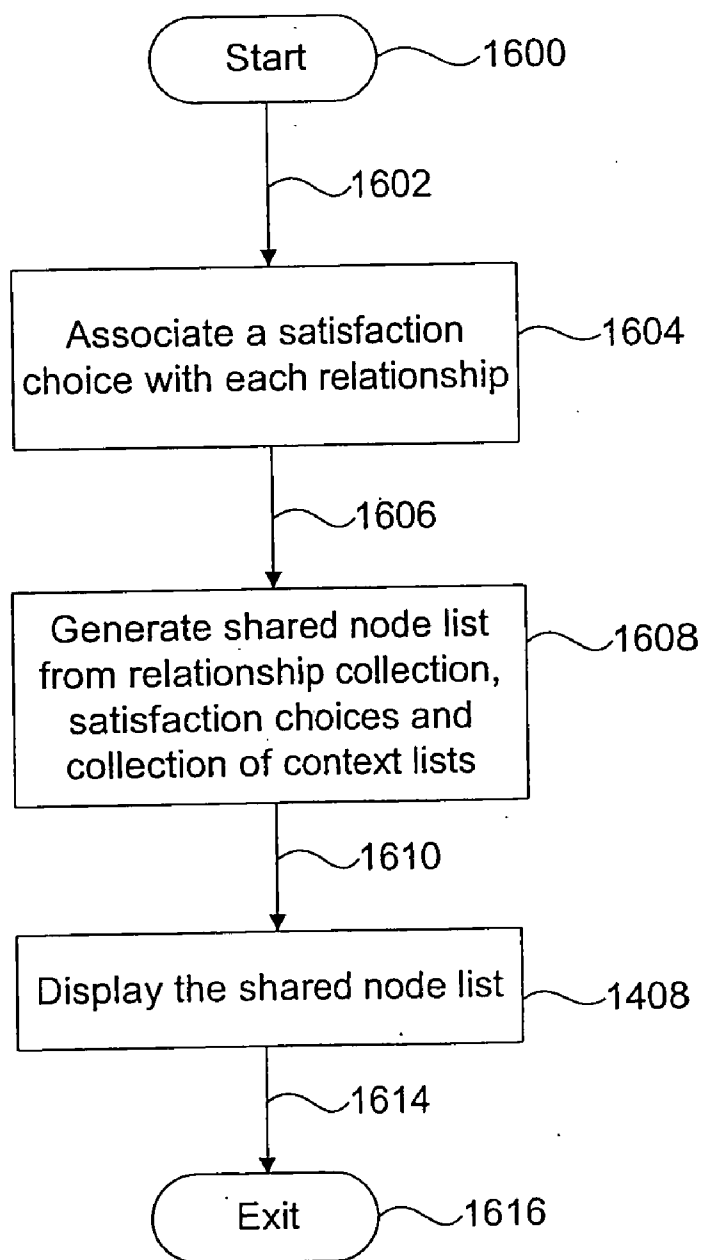 Start
1600
1602
Associate a satisfaction
choice with each relationship
1604
1606
Generate shared node list
from relationship collection,
satisfaction choices and
collection of context lists
1608
1610
Display the shared node list
1408
1614
Exit
1616